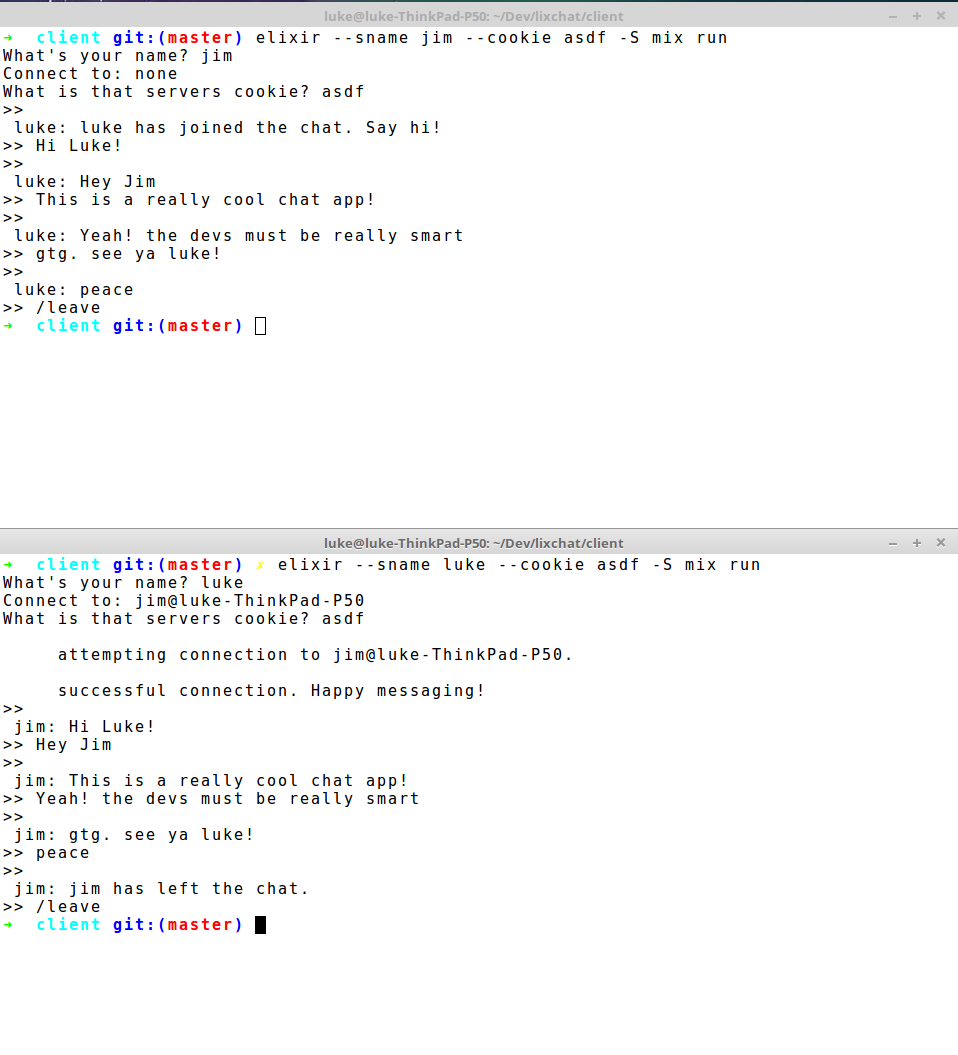 luke@luke-ThinkPad-P50: ~/Dev/lixchat/client
➜  client git:(master) elixir --sname jim --cookie asdf -S mix run
What's your name? jim
Connect to: none
What is that servers cookie? asdf
>>
luke: luke has joined the chat. Say hi!
>> Hi Luke!
>>
luke: Hey Jim
>> This is a really cool chat app!
>>
luke: Yeah! the devs must be really smart
>> gtg. see ya luke!
>>
luke: peace
>> /leave
➜  client git:(master)
luke@luke-ThinkPad-P50: ~/Dev/lixchat/client
➜  client git:(master) ✗ elixir --sname luke --cookie asdf -S mix run
What's your name? luke
Connect to: jim@luke-ThinkPad-P50
What is that servers cookie? asdf
attempting connection to jim@luke-ThinkPad-P50.
successful connection. Happy messaging!
>>
jim: Hi Luke!
>> Hey Jim
>>
jim: This is a really cool chat app!
>> Yeah! the devs must be really smart
>>
jim: gtg. see ya luke!
>> peace
>>
jim: jim has left the chat.
>> /leave
➜  client git:(master)